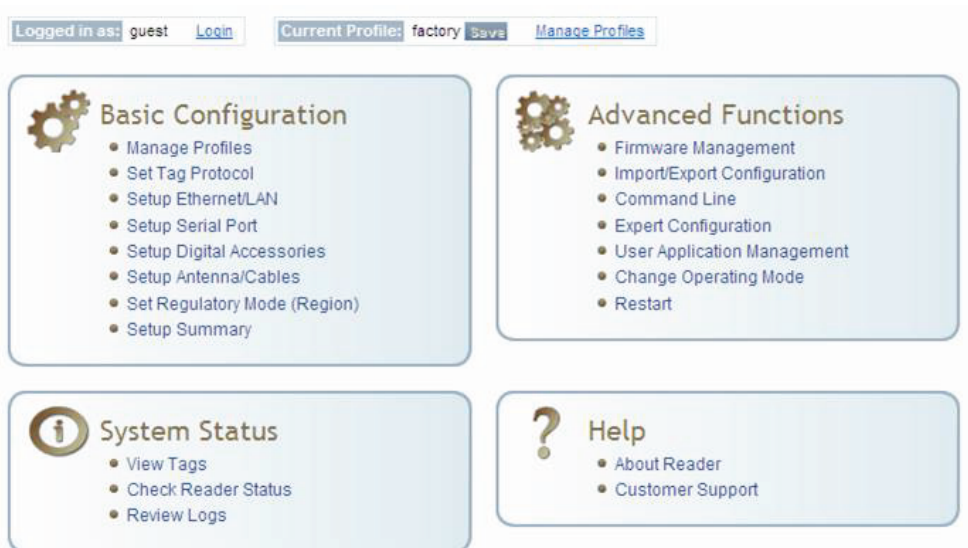 Logged in as: guest Login Current Profile: factory Save Manage Profiles
Basic Configuration
Manage Profiles
Set Tag Protocol
Setup Ethernet/LAN
Setup Serial Port
Setup Digital Accessories
Setup Antenna/Cables
Set Regulatory Mode (Region)
Setup Summary
Advanced Functions
Firmware Management
Import/Export Configuration
Command Line
Expert Configuration
User Application Management
Change Operating Mode
Restart
System Status
View Tags
Check Reader Status
Review Logs
Help
About Reader
Customer Support